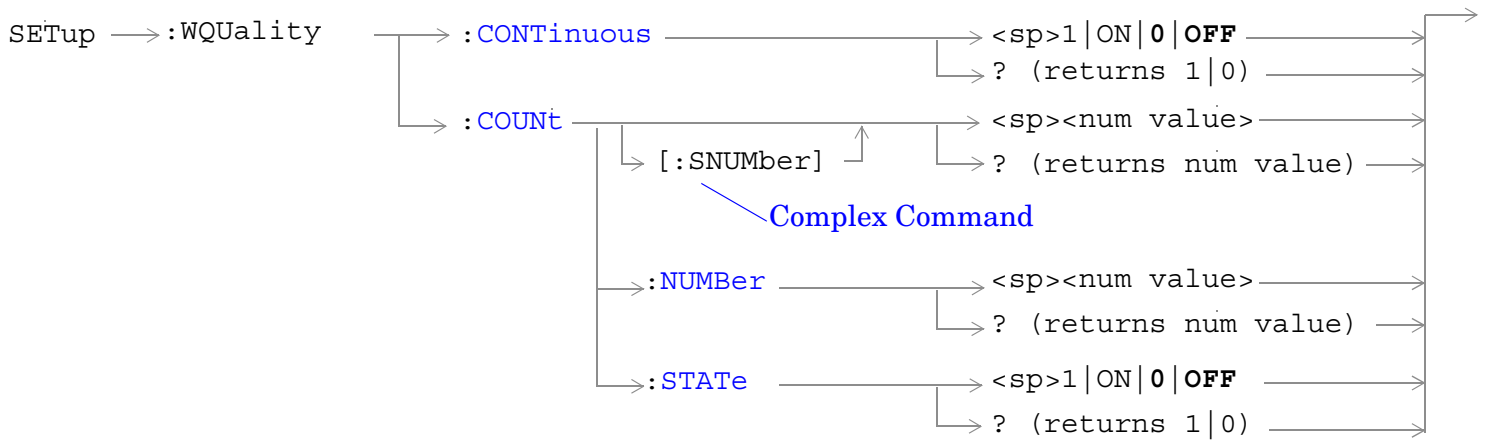 SETup :WQUality :CONTinuous <sp>1|ON|0|OFF
? (returns 1|0)
:COUNt <sp><num value>
[:SNUMber] ? (returns num value)
Complex Command
:NUMBer <sp><num value>
? (returns num value)
:STATe <sp>1|ON|0|OFF
? (returns 1|0)